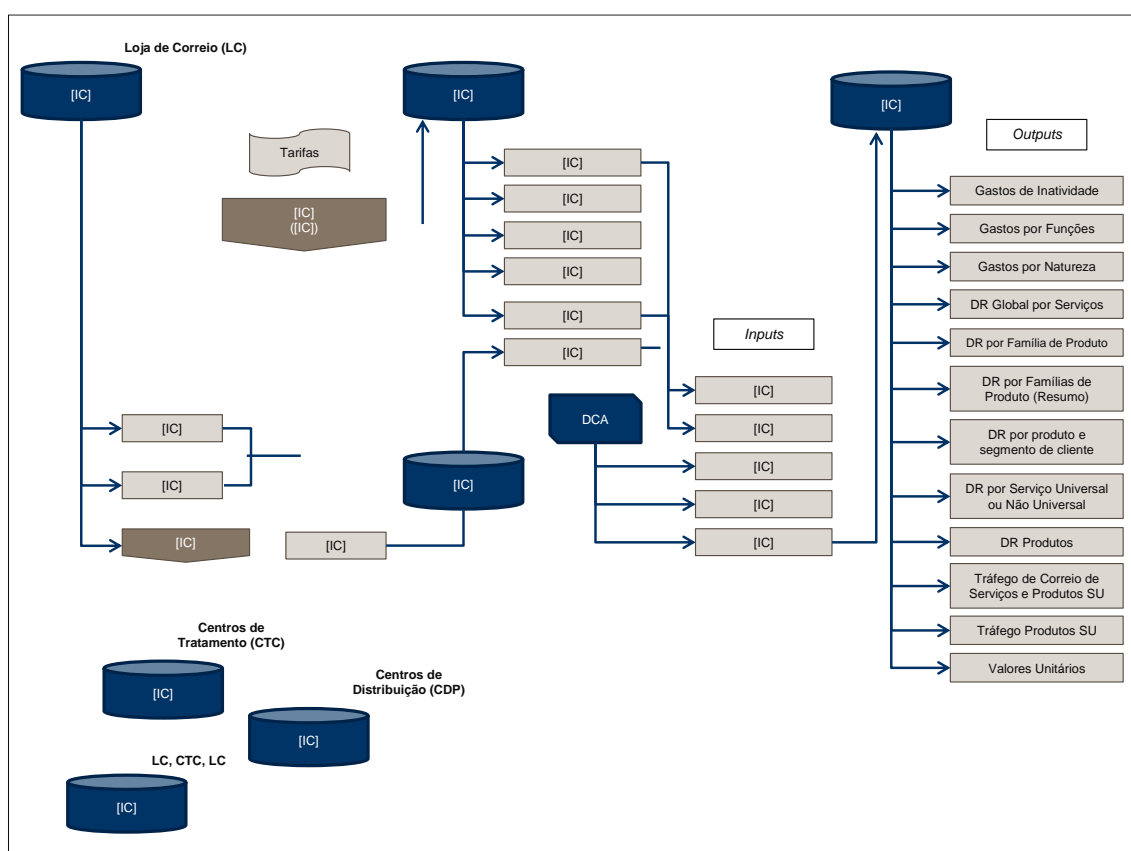 Loja de Correio (LC)
[IC]
Tarifas
[IC]
([IC])
[IC]
[IC]
[IC]
[IC]
[IC]
[IC]
[IC]
[IC]
[IC]
[IC]
[IC]
[IC]
Inputs
DCA
[IC]
[IC]
[IC]
[IC]
[IC]
[IC]
Outputs
Gastos de Inatividade
Gastos por Funções
Gastos por Natureza
DR Global por Serviços
DR por Família de Produto
DR por Famílias de
Produto (Resumo)
DR por produto e
segmento de cliente
DR por Serviço Universal
ou Não Universal
DR Produtos
Tráfego de Correio de
Serviços e Produtos SU
Tráfego Produtos SU
Valores Unitários
Centros de
Tratamento (CTC)
[IC]
Centros de
Distribuição (CDP)
[IC]
LC, CTC, LC
[IC]